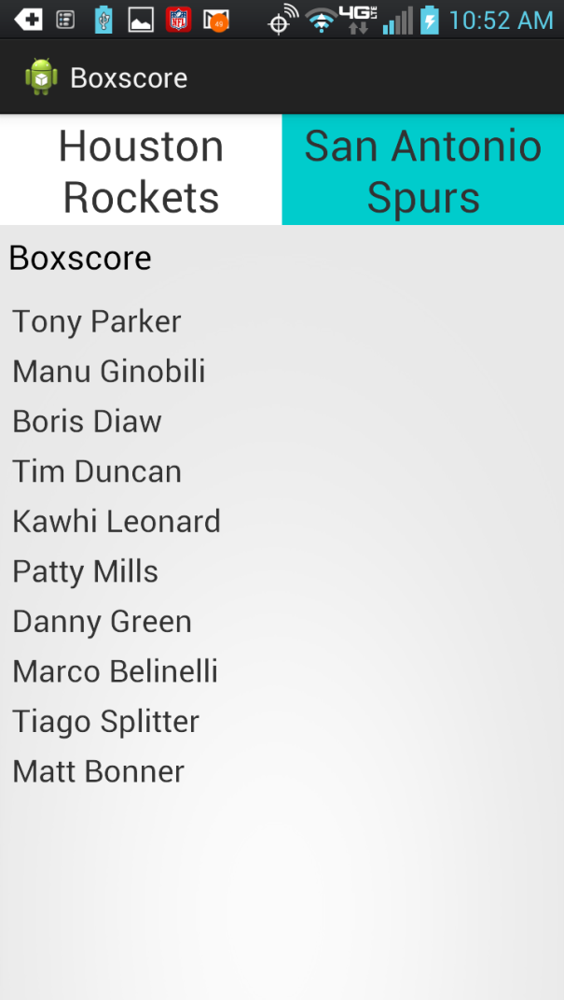 4G LTE 10:52 AM
Boxscore
Houston
Rockets
San Antonio
Spurs
Boxscore
Tony Parker
Manu Ginobili
Boris Diaw
Tim Duncan
Kawhi Leonard
Patty Mills
Danny Green
Marco Belinelli
Tiago Splitter
Matt Bonner